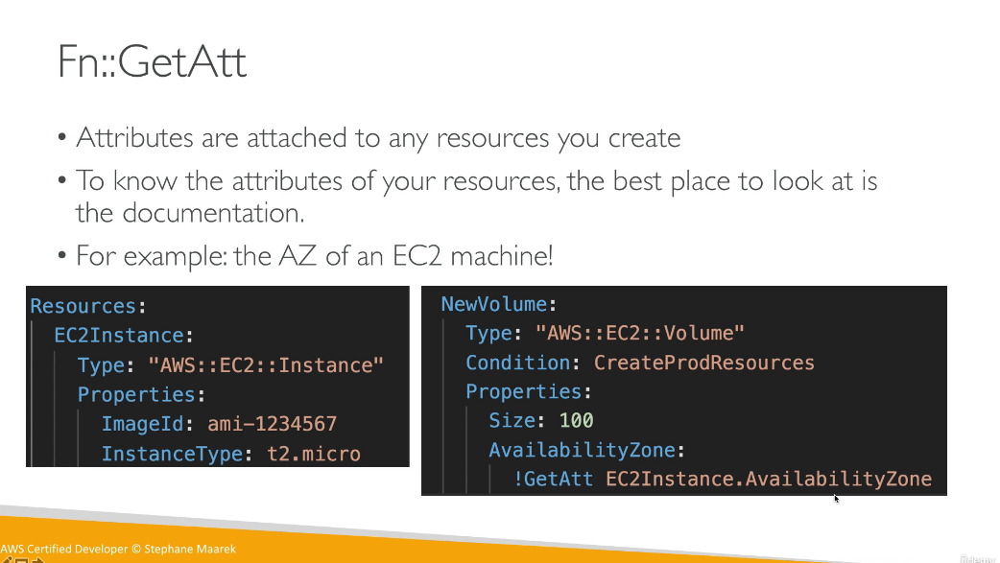 Fn::GetAtt
• Attributes are attached to any resources you create
• To know the attributes of your resources, the best place to look at is
the documentation.
• For example: the AZ of an EC2 machine!
Resources:
EC2Instance:
Type: "AWS::EC2::Instance"
Properties:
ImageId: ami-1234567
InstanceType: t2.micro
NewVolume:
Type: "AWS::EC2::Volume"
Condition: CreateProdResources
Properties:
Size: 100
AvailabilityZone:
!GetAtt EC2Instance.AvailabilityZone
AWS Certified Developer © Stephane Maarek
Udemy